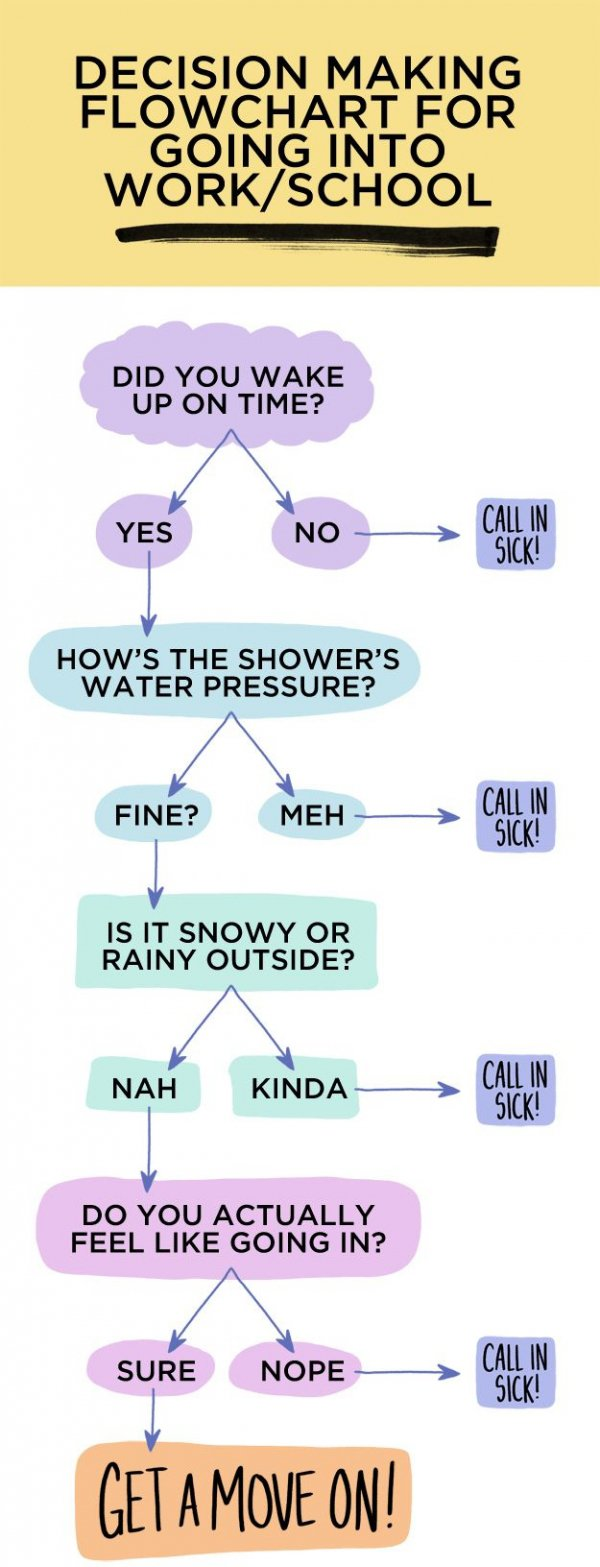 DECISION MAKING
FLOWCHART FOR
GOING INTO
WORK/SCHOOL
DID YOU WAKE
UP ON TIME?
YES
NO
CALL IN
SICK!
HOW'S THE SHOWER'S
WATER PRESSURE?
FINE?
MEH
CALL IN
SICK!
IS IT SNOWY OR
RAINY OUTSIDE?
NAH
KINDA
CALL IN
SICK!
DO YOU ACTUALLY
FEEL LIKE GOING IN?
SURE
NOPE
CALL IN
SICK!
GET A MOVE ON!